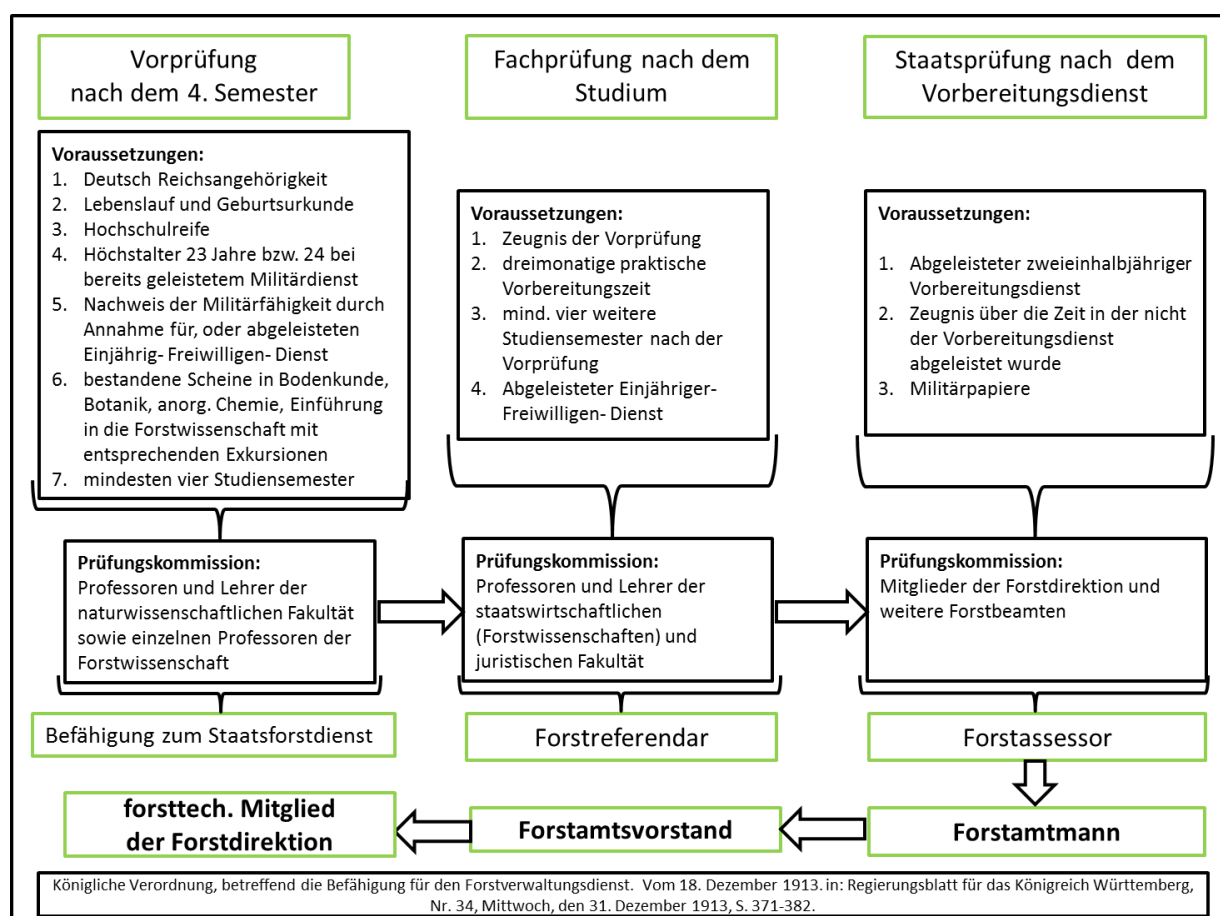 Vorprüfung
nach dem 4. Semester
Voraussetzungen:
1. Deutsch Reichsangehörigkeit
2. Lebenslauf und Geburtsurkunde
3. Hochschulreife
4. Höchstalter 23 Jahre bzw. 24 bei
bereits geleistetem Militärdienst
5. Nachweis der Militärfähigkeit durch
Annahme für, oder abgeleisteten
Einjährig- Freiwilligen- Dienst
6. bestandene Scheine in Bodenkunde,
Botanik, anorg. Chemie, Einführung
in die Forstwissenschaft mit
entsprechenden Exkursionen
7. mindesten vier Studiensemester
Prüfungskommission:
Professoren und Lehrer der
naturwissenschaftlichen Fakultät
sowie einzelnen Professoren der
Forstwissenschaft
Befähigung zum Staatsforstdienst
Fachprüfung nach dem
Studium
Voraussetzungen:
1. Zeugnis der Vorprüfung
2. dreimonatige praktische
Vorbereitungszeit
3. mind. vier weitere
Studiensemester nach der
Vorprüfung
4. Abgeleisteter Einjähriger-
Freiwilligen- Dienst
Prüfungskommission:
Professoren und Lehrer der
staatswirtschaftlichen
(Forstwissenschaften) und
juristischen Fakultät
Forstreferendar
Staatsprüfung nach dem
Vorbereitungsdienst
Voraussetzungen:
1. Abgeleisteter zweieinhalbjähriger
Vorbereitungsdienst
2. Zeugnis über die Zeit in der nicht
der Vorbereitungsdienst
abgeleistet wurde
3. Militärpapiere
Prüfungskommission:
Mitglieder der Forstdirektion und
weitere Forstbeamten
Forstassessor
Forstamtmann
Forstamtsvorstand
forsttech. Mitglied
der Forstdirektion
Königliche Verordnung, betreffend die Befähigung für den Forstverwaltungsdienst. Vom 18. Dezember 1913. in: Regierungsblatt für das Königreich Württemberg,
Nr. 34, Mittwoch, den 31. Dezember 1913, S. 371-382.